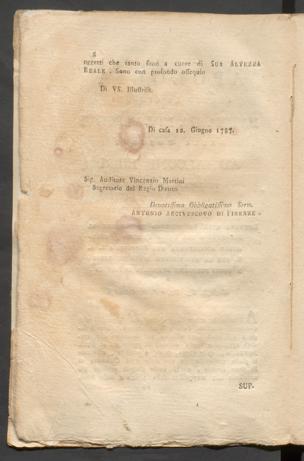 8
oggetti che tanto sono a cuore di SUA ALTEZZA
REALE . Sono con profondo ossequio
Di VS. Illustriss.
Di casa 12. Giugno 1787.
Sig. Auditore Vincenzio Martini
Segretario del Regio Diritto
Devotissimo Obbligatissimo Serv.
ANTONIO ARCIVESCOVO DI FIRENZE .
SUP-